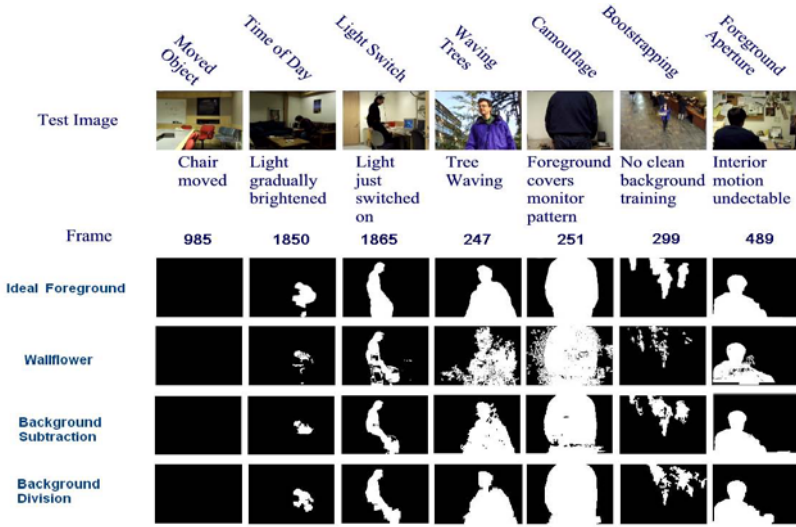 Moved
Object
Time of Day
Light Switch
Waving
Trees
Camouflage
Bootstrapping
Foreground
Aperture
Test Image
Chair
moved
Light
gradually
brightened
Light
just
switched
on
Tree
Waving
Foreground
covers
monitor
pattern
No clean
background
training
Interior
motion
undectable
Frame 985 1850 1865 247 251 299 489
Ideal Foreground
Wallflower
Background
Subtraction
Background
Division